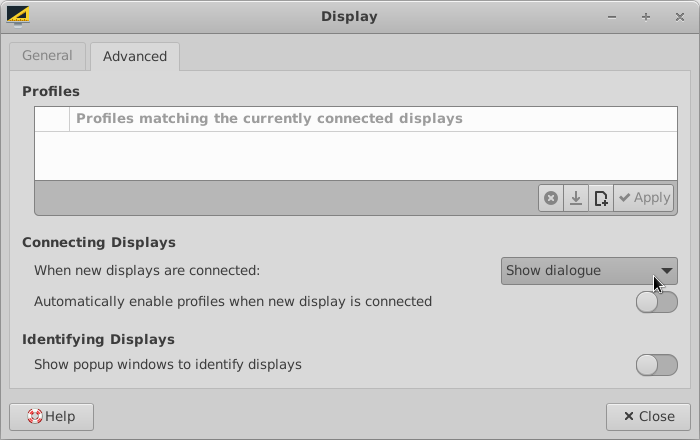 Display
General
Advanced
Profiles
Profiles matching the currently connected displays
Apply
Connecting Displays
When new displays are connected:
Show dialogue
Automatically enable profiles when new display is connected
Identifying Displays
Show popup windows to identify displays
Help
Close